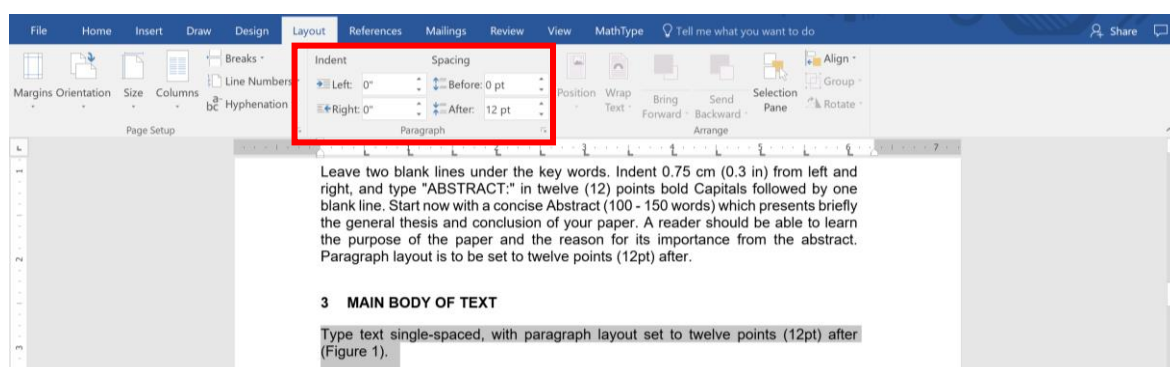 File Home Insert Draw Design Layout References Mailings Review View MathType Tell me what you want to do Share
Breaks Indent Spacing Align
Line Numbers Left: 0" Before: 0 pt Group
Margins Orientation Size Columns bc Hyphenation Right: 0" After: 12 pt Position Wrap Text Bring Forward Send Backward Selection Pane Rotate
Page Setup Paragraph Arrange
1 2 3 4 5 6 7
Leave two blank lines under the key words. Indent 0.75 cm (0.3 in) from left and
right, and type "ABSTRACT:" in twelve (12) points bold Capitals followed by one
blank line. Start now with a concise Abstract (100 - 150 words) which presents briefly
the general thesis and conclusion of your paper. A reader should be able to learn
the purpose of the paper and the reason for its importance from the abstract.
Paragraph layout is to be set to twelve points (12pt) after.
3 MAIN BODY OF TEXT
Type text single-spaced, with paragraph layout set to twelve points (12pt) after
(Figure 1).